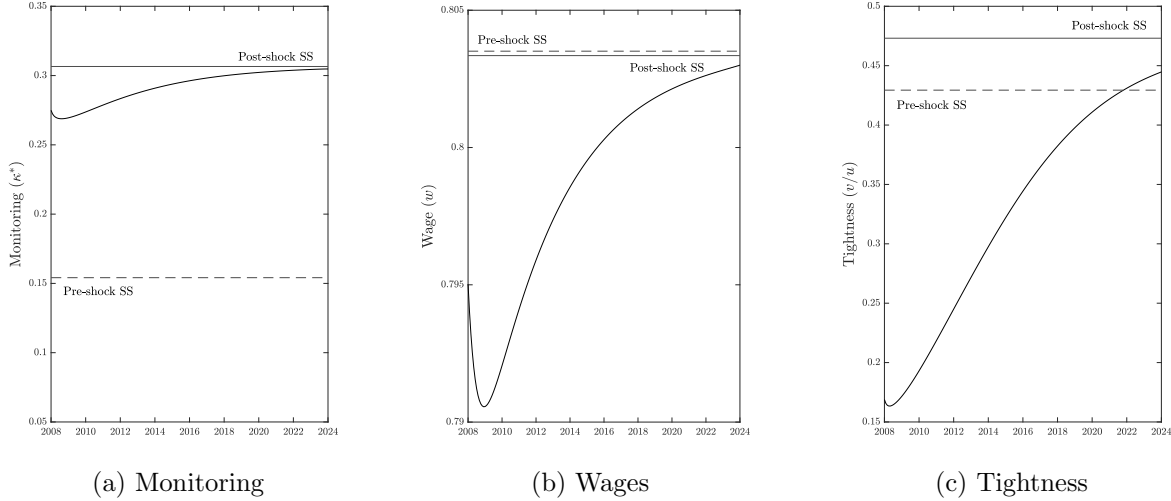 0.3
0.25
0.2
0.15
0.1
0.05
2008 2010 2012 2014 2016 2018 2020 2022 2024
Monitoring (κ*)
Post-shock SS
Pre-shock SS
(a) Monitoring
0.805
0.8
0.795
0.79
2008 2010 2012 2014 2016 2018 2020 2022 2024
Wage (w)
Pre-shock SS
Post-shock SS
(b) Wages
0.5
0.45
0.4
0.35
0.3
0.25
0.2
0.15
2008 2010 2012 2014 2016 2018 2020 2022 2024
Tightness (v/u)
Post-shock SS
Pre-shock SS
(c) Tightness